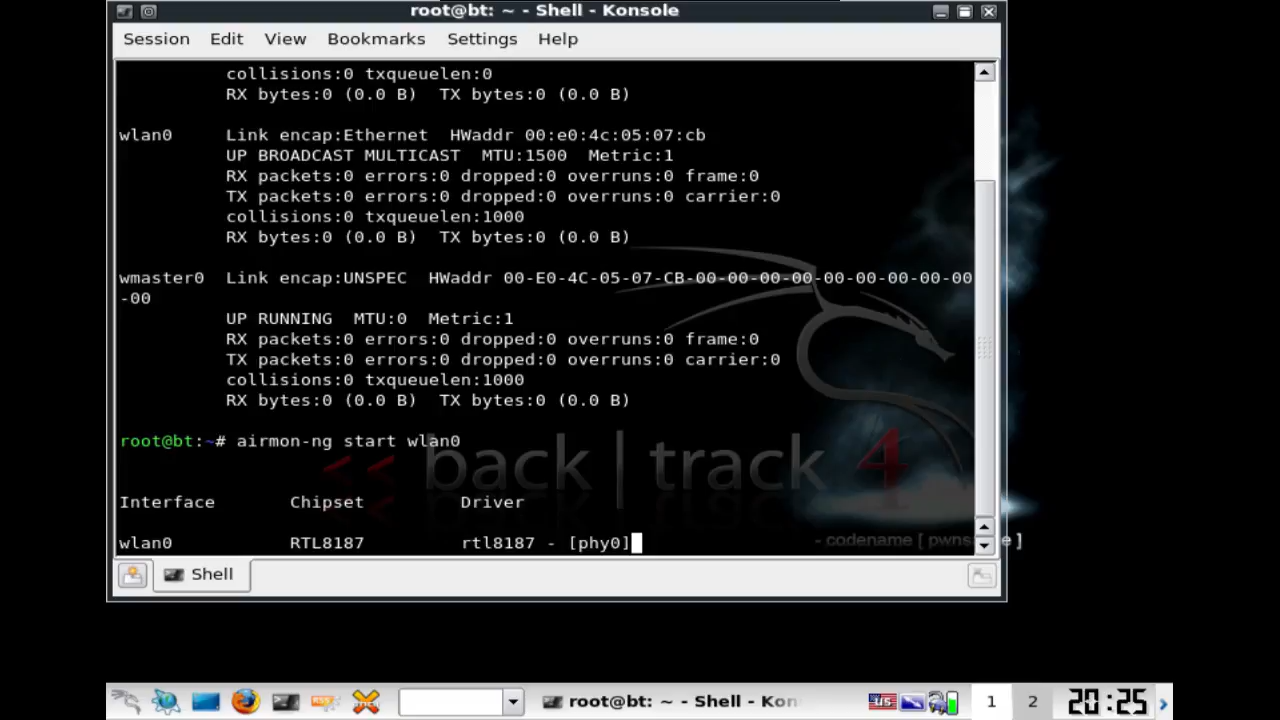 root@bt: ~ - Shell - Konsole
Session Edit View Bookmarks Settings Help
collisions:0 txqueuelen:0
RX bytes:0 (0.0 B)  TX bytes:0 (0.0 B)
wlan0 Link encap:Ethernet  HWaddr 00:e0:4c:05:07:cb
UP BROADCAST MULTICAST  MTU:1500  Metric:1
RX packets:0 errors:0 dropped:0 overruns:0 frame:0
TX packets:0 errors:0 dropped:0 overruns:0 carrier:0
collisions:0 txqueuelen:1000
RX bytes:0 (0.0 B)  TX bytes:0 (0.0 B)
wmaster0  Link encap:UNSPEC  HWaddr 00-E0-4C-05-07-CB-00-00-00-00-00-00-00-00-00
-00
UP RUNNING  MTU:0  Metric:1
RX packets:0 errors:0 dropped:0 overruns:0 frame:0
TX packets:0 errors:0 dropped:0 overruns:0 carrier:0
collisions:0 txqueuelen:1000
RX bytes:0 (0.0 B)  TX bytes:0 (0.0 B)
root@bt:~# airmon-ng start wlan0
<< back | track 4
Interface Chipset Driver
wlan0 RTL8187 rtl8187 - [phy0]
- codename [
Shell
root@bt: ~ - Shell - Kon
US
1 2 20:25